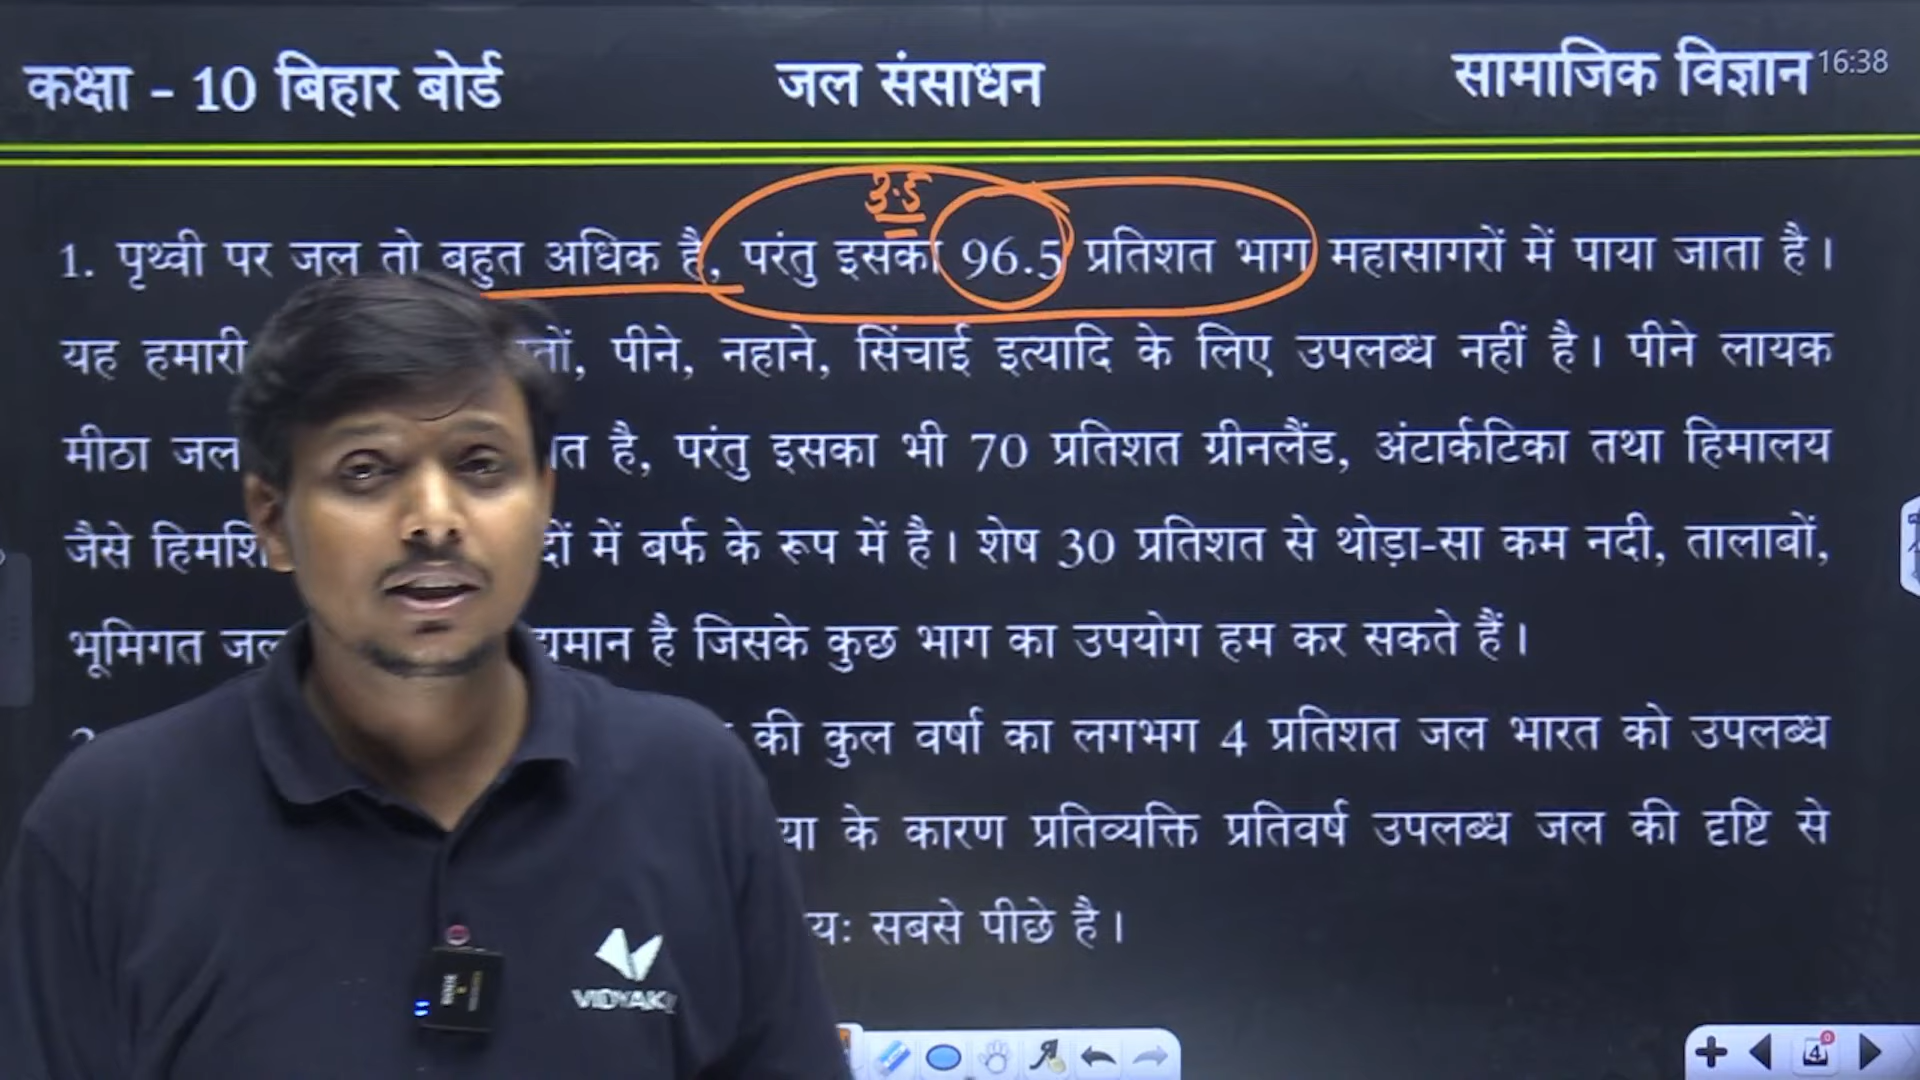 कक्षा - 10 बिहार बोर्ड जल संसाधन सामाजिक विज्ञान 16:38
3.5
1. पृथ्वी पर जल तो बहुत अधिक है, परंतु इसका 96.5 प्रतिशत भाग महासागरों में पाया जाता है।
यह हमारी पीने, नहाने, सिंचाई इत्यादि के लिए उपलब्ध नहीं है। पीने लायक
मीठा जल है, परंतु इसका भी 70 प्रतिशत ग्रीनलैंड, अंटार्कटिका तथा हिमालय
जैसे में बर्फ के रूप में है। शेष 30 प्रतिशत से थोड़ा-सा कम नदी, तालाबों,
भूमिगत जल है जिसके कुछ भाग का उपयोग हम कर सकते हैं।
की कुल वर्षा का लगभग 4 प्रतिशत जल भारत को उपलब्ध
के कारण प्रतिव्यक्ति प्रतिवर्ष उपलब्ध जल की दृष्टि से
सबसे पीछे है।
4 0